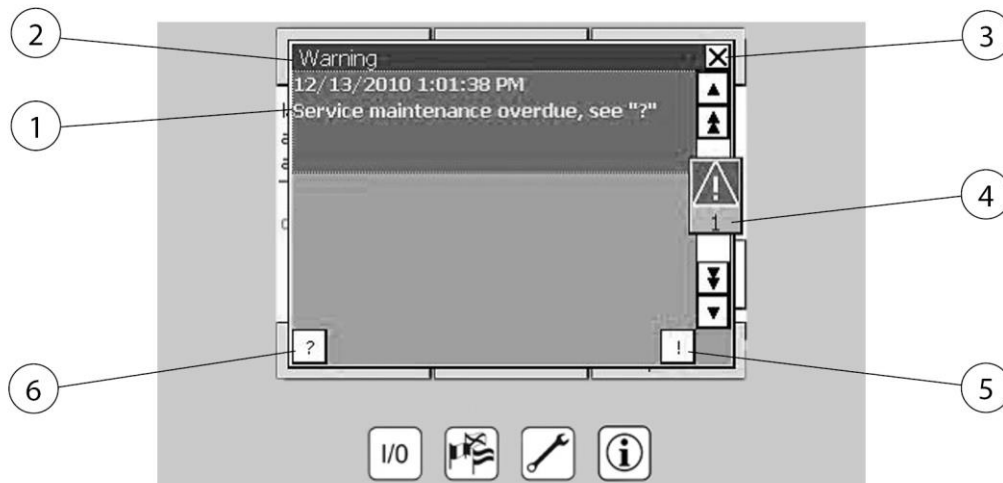 2
Warning
3
12/13/2010 1:01:38 PM
1
Service maintenance overdue, see "?"
4
1
?
!
6
5
I/0